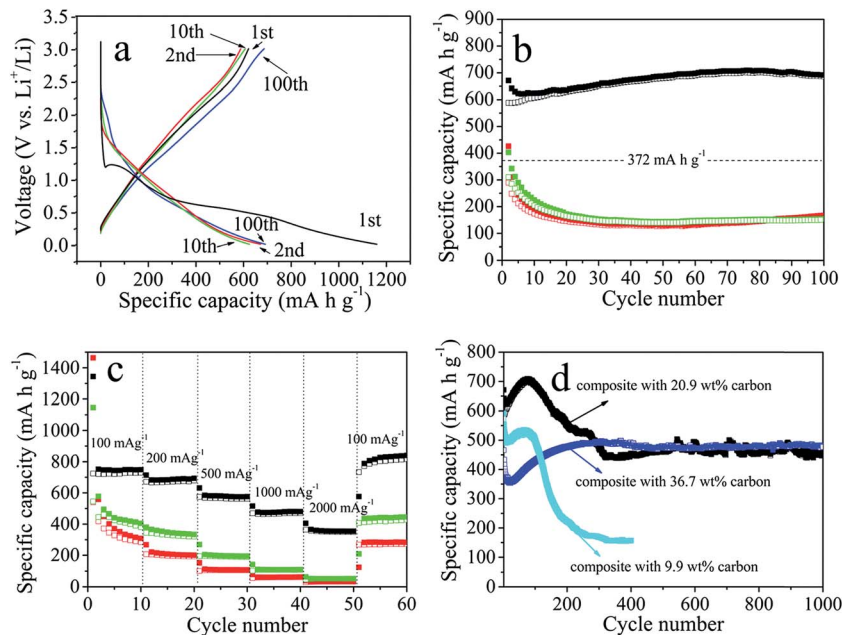 a
10th
1st
2nd
100th
3.5
3.0
2.5
2.0
1.5
1.0
0.5
0.0
Voltage (V vs. Li⁺/Li)
100th
10th
2nd
1st
0 200 400 600 800 1000 1200
Specific capacity (mA h g⁻¹)
b
900
800
700
600
500
400
300
200
100
0
Specific capacity (mA h g⁻¹)
372 mA h g⁻¹
0 10 20 30 40 50 60 70 80 90 100
Cycle number
c
1400
1200
1000
800
600
400
200
0
Specific capacity (mA h g⁻¹)
100 mAg⁻¹
200 mAg⁻¹
500 mAg⁻¹
1000 mAg⁻¹
2000 mAg⁻¹
100 mAg⁻¹
0 10 20 30 40 50 60
Cycle number
d
800
700
600
500
400
300
200
100
0
Specific capacity (mA h g⁻¹)
composite with 20.9 wt% carbon
composite with 36.7 wt% carbon
composite with 9.9 wt% carbon
200 400 600 800 1000
Cycle number